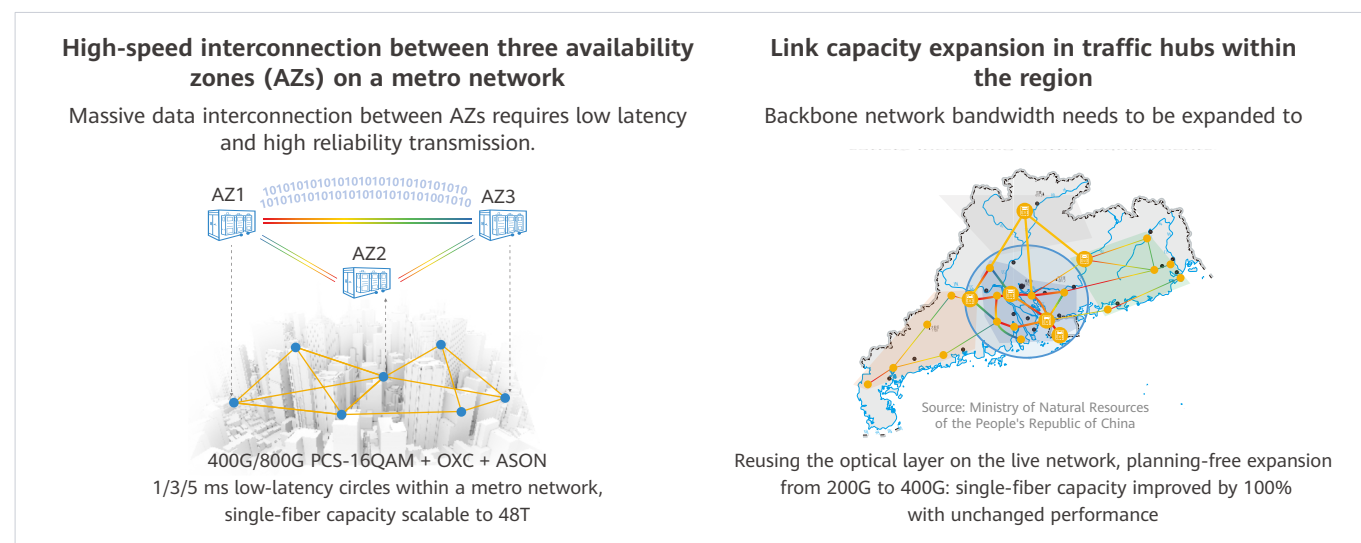 High-speed interconnection between three availability
zones (AZs) on a metro network
Massive data interconnection between AZs requires low latency
and high reliability transmission.
AZ1
1010101010101010101010101010
101010101010101010101010001010
AZ3
AZ2
400G/800G PCS-16QAM + OXC + ASON
1/3/5 ms low-latency circles within a metro network,
single-fiber capacity scalable to 48T
Link capacity expansion in traffic hubs within
the region
Backbone network bandwidth needs to be expanded to
Source: Ministry of Natural Resources
of the People's Republic of China
Reusing the optical layer on the live network, planning-free expansion
from 200G to 400G: single-fiber capacity improved by 100%
with unchanged performance